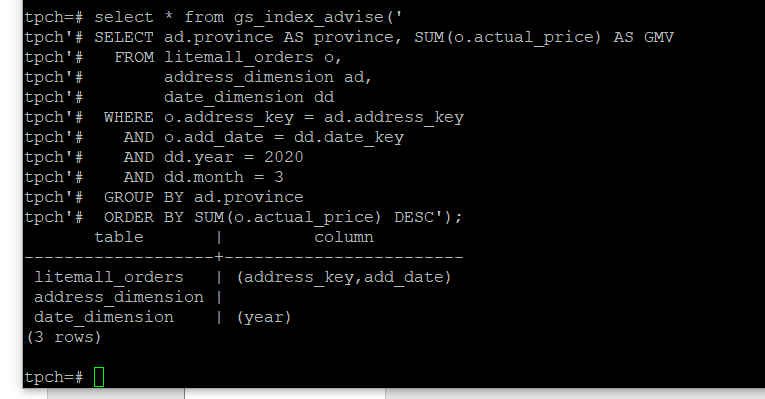 tpch=# select * from gs_index_advise('
tpch'# SELECT ad.province AS province, SUM(o.actual_price) AS GMV
tpch'#   FROM litemall_orders o,
tpch'#        address_dimension ad,
tpch'#        date_dimension dd
tpch'#  WHERE o.address_key = ad.address_key
tpch'#    AND o.add_date = dd.date_key
tpch'#    AND dd.year = 2020
tpch'#    AND dd.month = 3
tpch'#  GROUP BY ad.province
tpch'#  ORDER BY SUM(o.actual_price) DESC');
       table       |         column
-------------------+------------------------
 litemall_orders   | (address_key,add_date)
 address_dimension |
 date_dimension    | (year)
(3 rows)
tpch=#